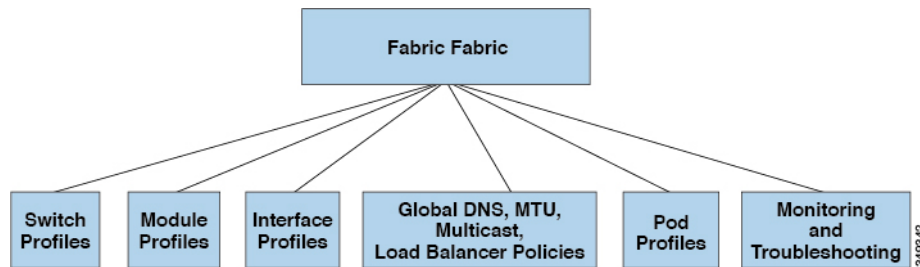 Fabric Fabric
Switch
Profiles
Module
Profiles
Interface
Profiles
Global DNS, MTU,
Multicast,
Load Balancer Policies
Pod
Profiles
Monitoring
and
Troubleshooting